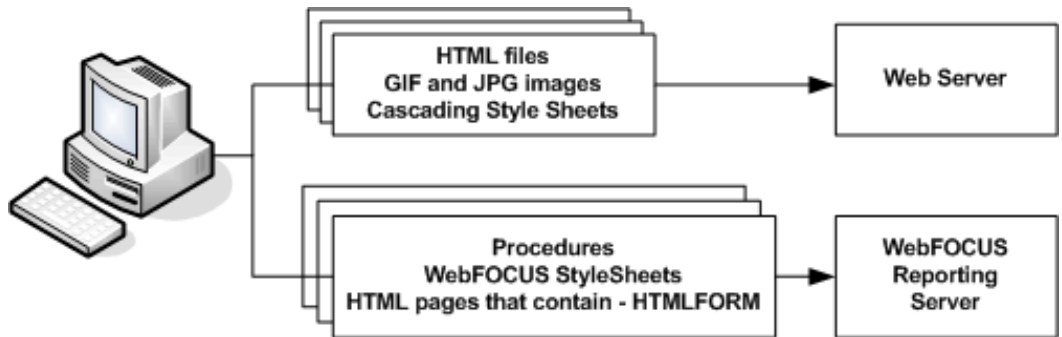 HTML files
GIF and JPG images
Cascading Style Sheets
Web Server
Procedures
WebFOCUS StyleSheets
HTML pages that contain - HTMLFORM
WebFOCUS
Reporting
Server